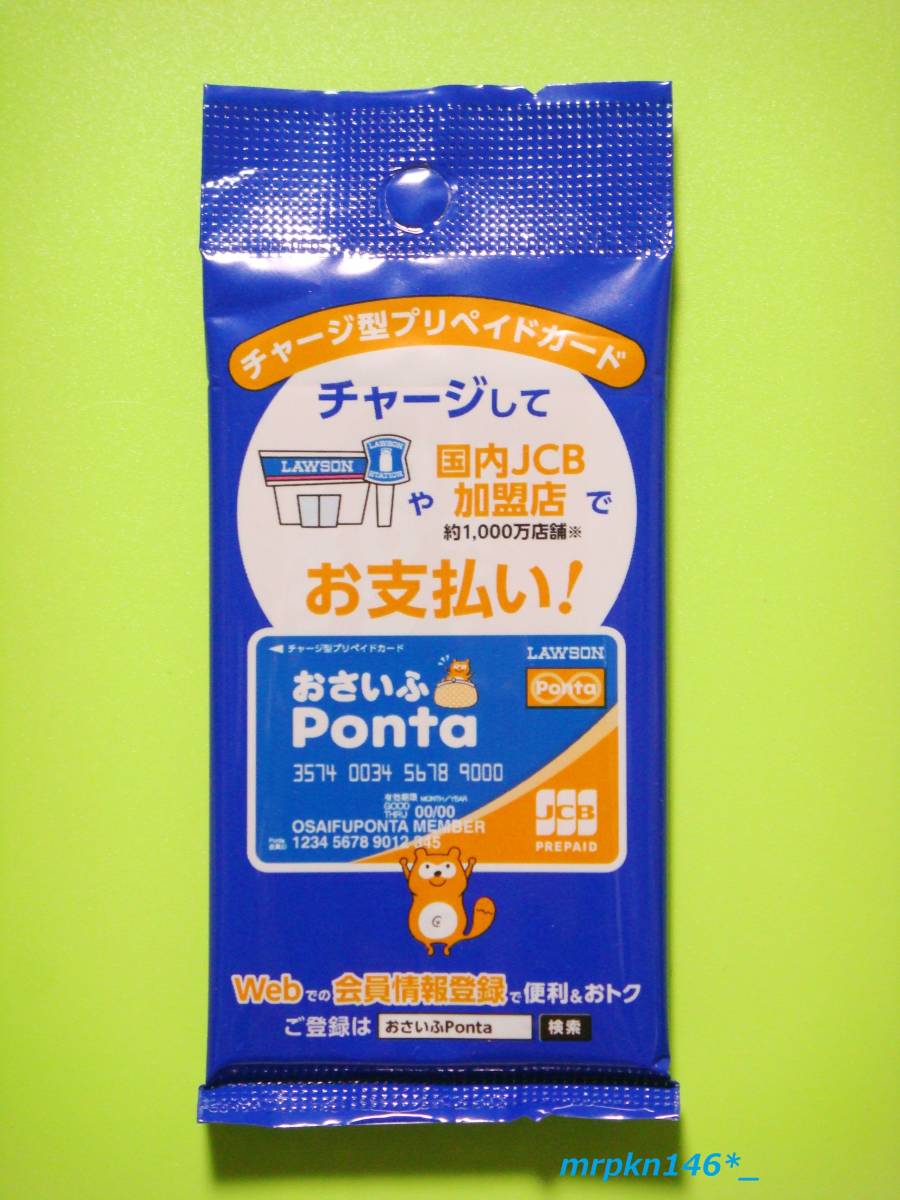 チャージ型プリペイドカード
チャージして
LAWSON
LAWSON
STATION
や
国内JCB
加盟店
で
約1,000万店舗※
お支払い!
◀チャージ型プリペイドカード
LAWSON
おさいふ
Ponta
Ponta
3574 0034 5678 9000
有効期限 MONTH/YEAR
GOOD
THRU 00/00
OSAIFUPONTA MEMBER
1234 5678 9012 345
JCB
PREPAID
Webでの会員情報登録で便利&おトク
ご登録は おさいふPonta 検索
mrpkn146*_